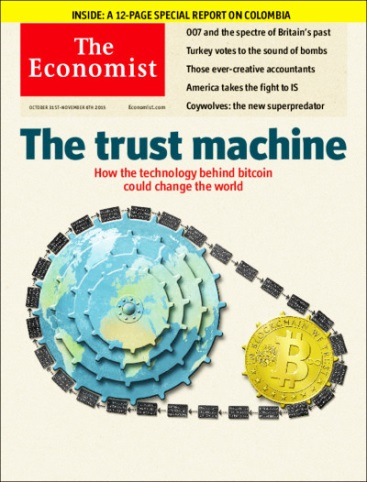 INSIDE: A 12-PAGE SPECIAL REPORT ON COLOMBIA
The
Economist
OCTOBER 31ST–NOVEMBER 6TH 2015
Economist.com
007 and the spectre of Britain's past
Turkey votes to the sound of bombs
Those ever-creative accountants
America takes the fight to IS
Coywolves: the new superpredator
The trust machine
How the technology behind bitcoin
could change the world
IN BLOCKCHAIN WE TRUST
B